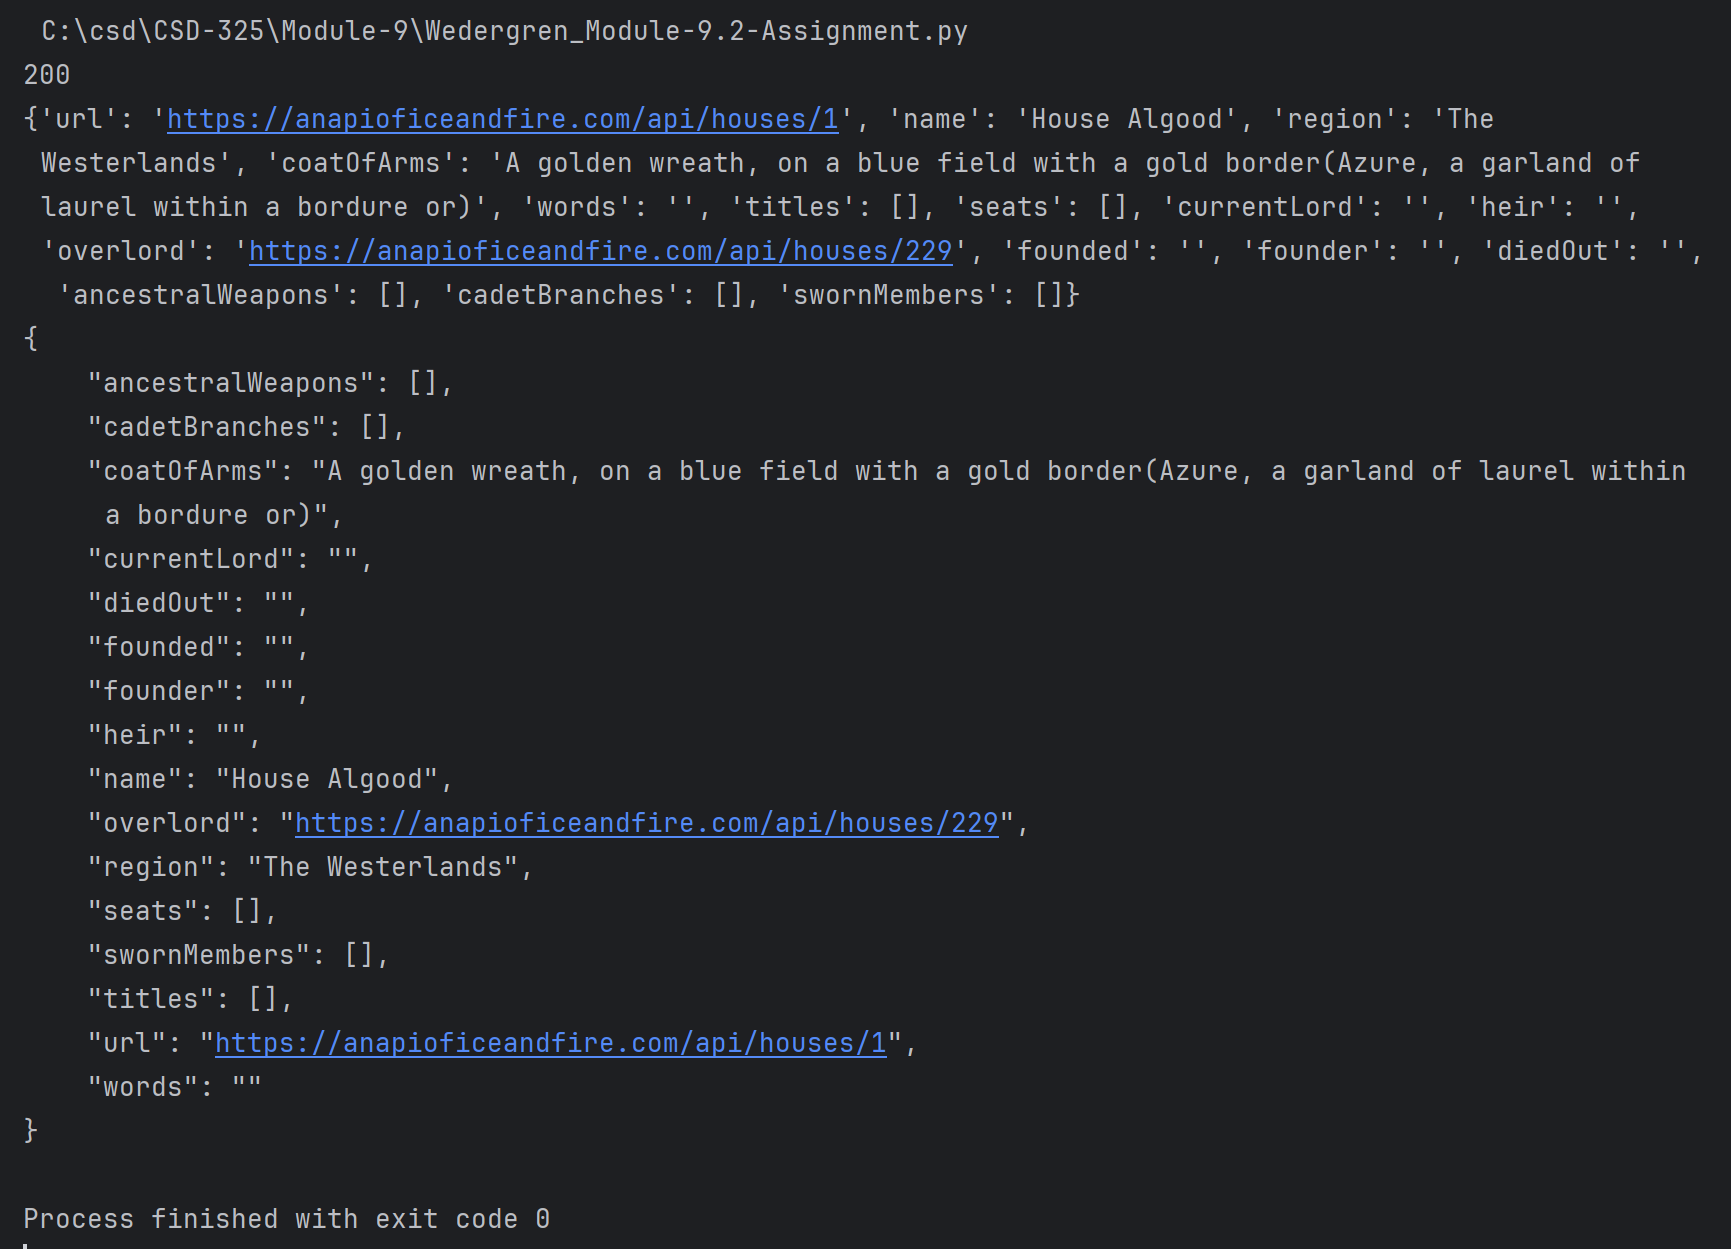 C:\csd\CSD-325\Module-9\Wedergren_Module-9.2-Assignment.py
200
{'url': 'https://anapioficeandfire.com/api/houses/1', 'name': 'House Algood', 'region': 'The
Westerlands', 'coatOfArms': 'A golden wreath, on a blue field with a gold border(Azure, a garland of
laurel within a bordure or)', 'words': '', 'titles': [], 'seats': [], 'currentLord': '', 'heir': '',
'overlord': 'https://anapioficeandfire.com/api/houses/229', 'founded': '', 'founder': '', 'diedOut': '',
'ancestralWeapons': [], 'cadetBranches': [], 'swornMembers': []}
{
    "ancestralWeapons": [],
    "cadetBranches": [],
    "coatOfArms": "A golden wreath, on a blue field with a gold border(Azure, a garland of laurel within
     a bordure or)",
    "currentLord": "",
    "diedOut": "",
    "founded": "",
    "founder": "",
    "heir": "",
    "name": "House Algood",
    "overlord": "https://anapioficeandfire.com/api/houses/229",
    "region": "The Westerlands",
    "seats": [],
    "swornMembers": [],
    "titles": [],
    "url": "https://anapioficeandfire.com/api/houses/1",
    "words": ""
}
Process finished with exit code 0